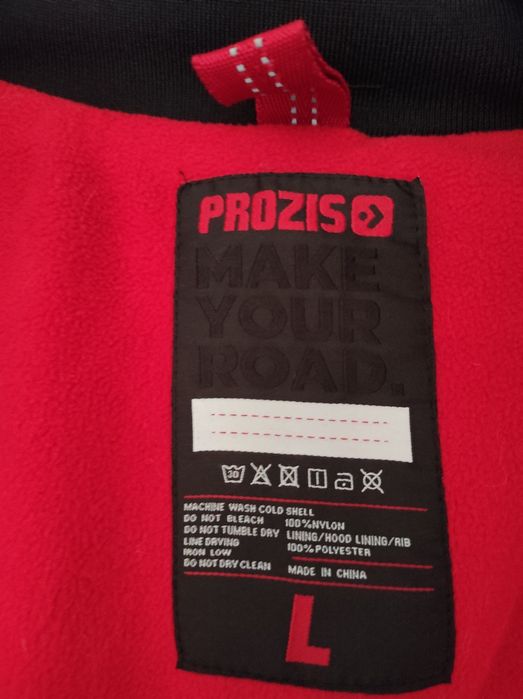 PROZIS
MAKE
YOUR
ROAD.
30
MACHINE WASH COLD
DO NOT BLEACH
DO NOT TUMBLE DRY
LINE DRYING
IRON LOW
DO NOT DRY CLEAN
SHELL
100%NYLON
LINING/HOOD LINING/RIB
100%POLYESTER
MADE IN CHINA
L